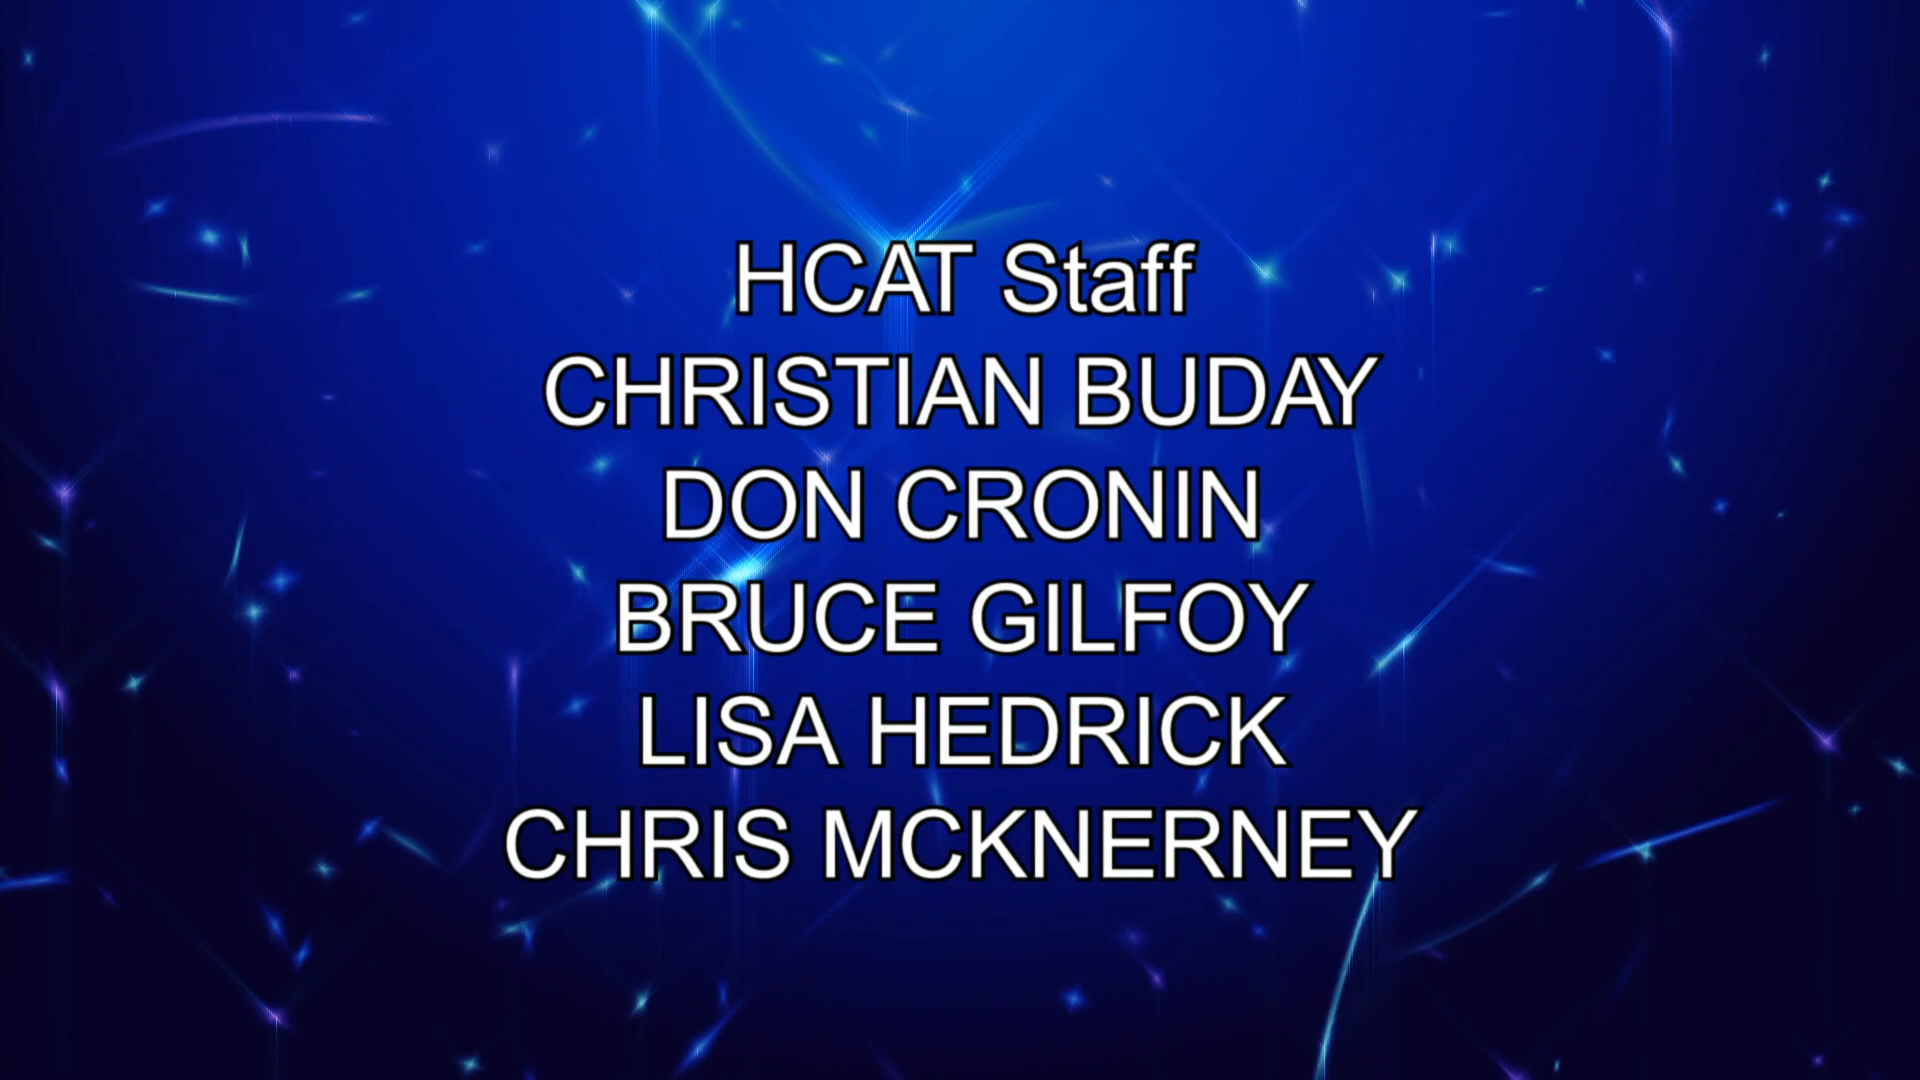 HCAT Staff
CHRISTIAN BUDAY
DON CRONIN
BRUCE GILFOY
LISA HEDRICK
CHRIS MCKNERNEY